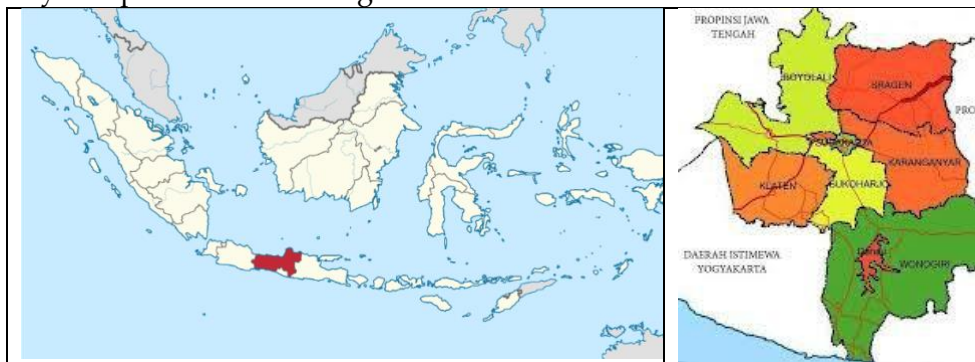 PROPINSI JAWA
TENGAH
BOYOLALI
SRAGEN
SURAKARTA
KARANGANYAR
KLATEN
SUKOHARJO
DAERAH ISTIMEWA
YOGYAKARTA
WONOGIRI